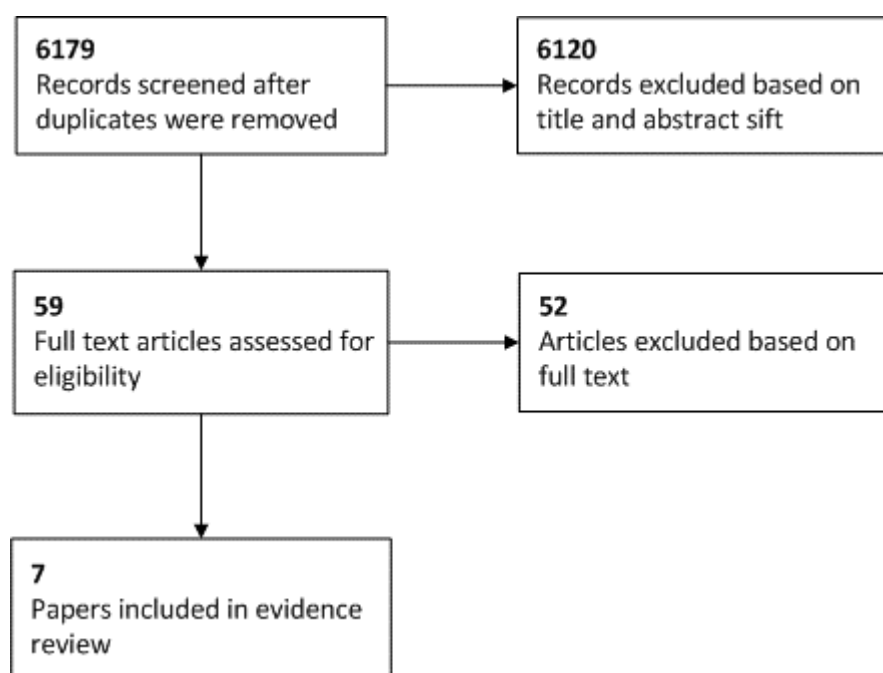 6179
Records screened after
duplicates were removed
6120
Records excluded based on
title and abstract sift
59
Full text articles assessed for
eligibility
52
Articles excluded based on
full text
7
Papers included in evidence
review